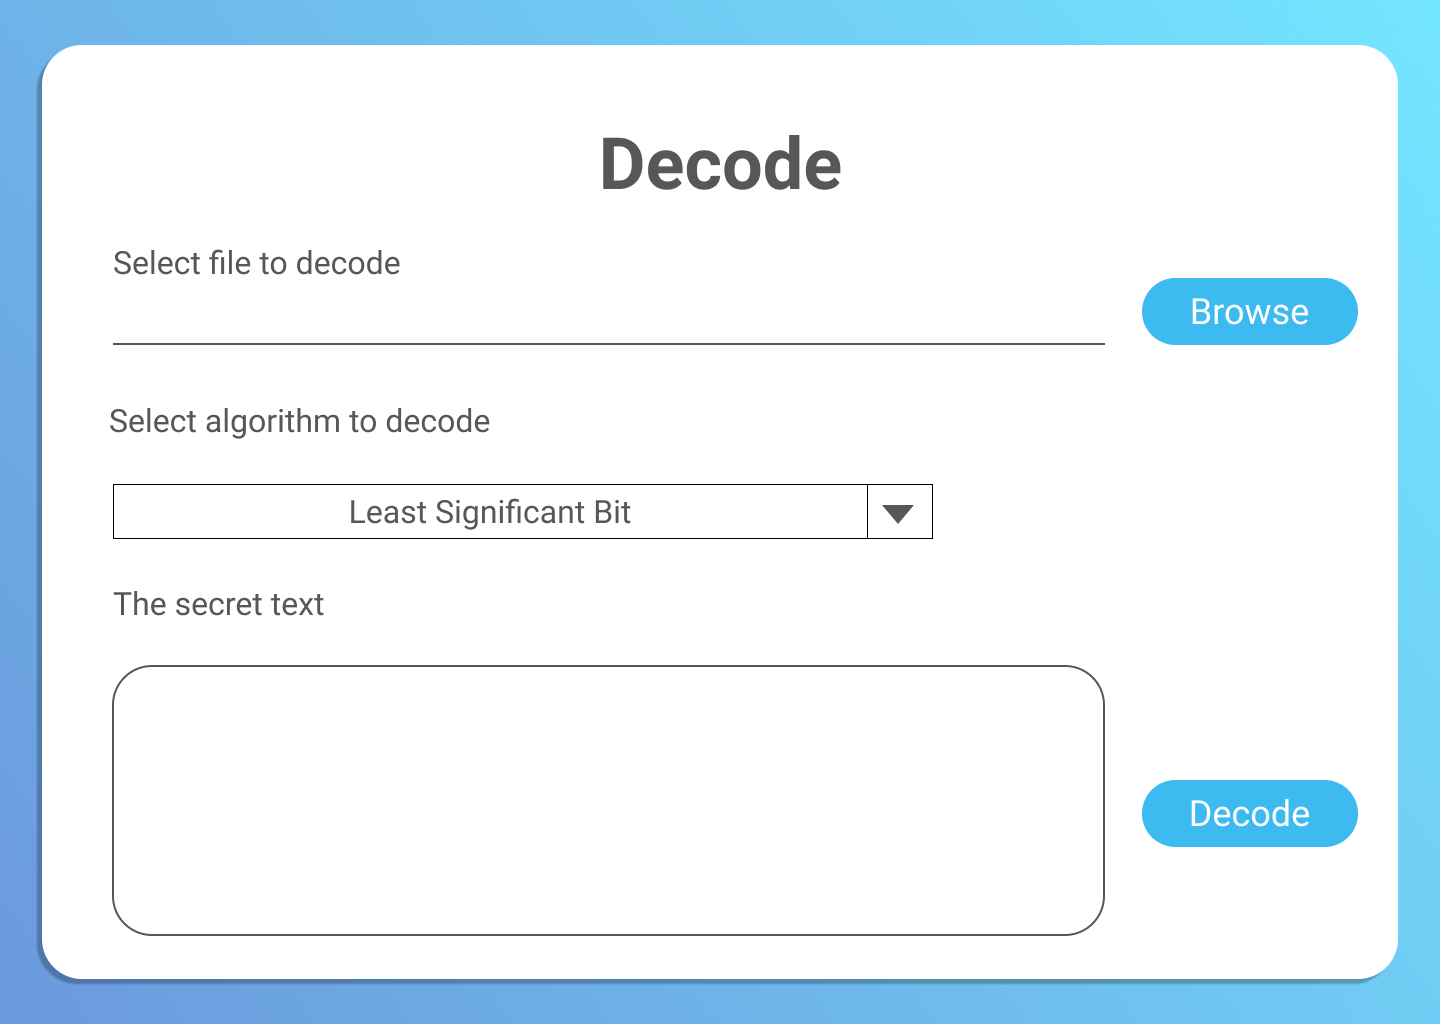 Decode
Select file to decode
Browse
Select algorithm to decode
Least Significant Bit
The secret text
Decode